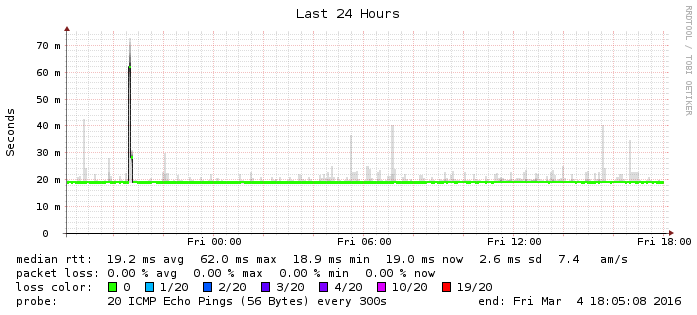 Last 24 Hours
RRDTOOL / TOBI OETIKER
Seconds
70 m
60 m
50 m
40 m
30 m
20 m
10 m
0
Fri 00:00 Fri 06:00 Fri 12:00 Fri 18:00
median rtt: 19.2 ms avg 62.0 ms max 18.9 ms min 19.0 ms now 2.6 ms sd 7.4 am/s
packet loss: 0.00 % avg 0.00 % max 0.00 % min 0.00 % now
loss color: 0 1/20 2/20 3/20 4/20 10/20 19/20
probe: 20 ICMP Echo Pings (56 Bytes) every 300s end: Fri Mar 4 18:05:08 2016